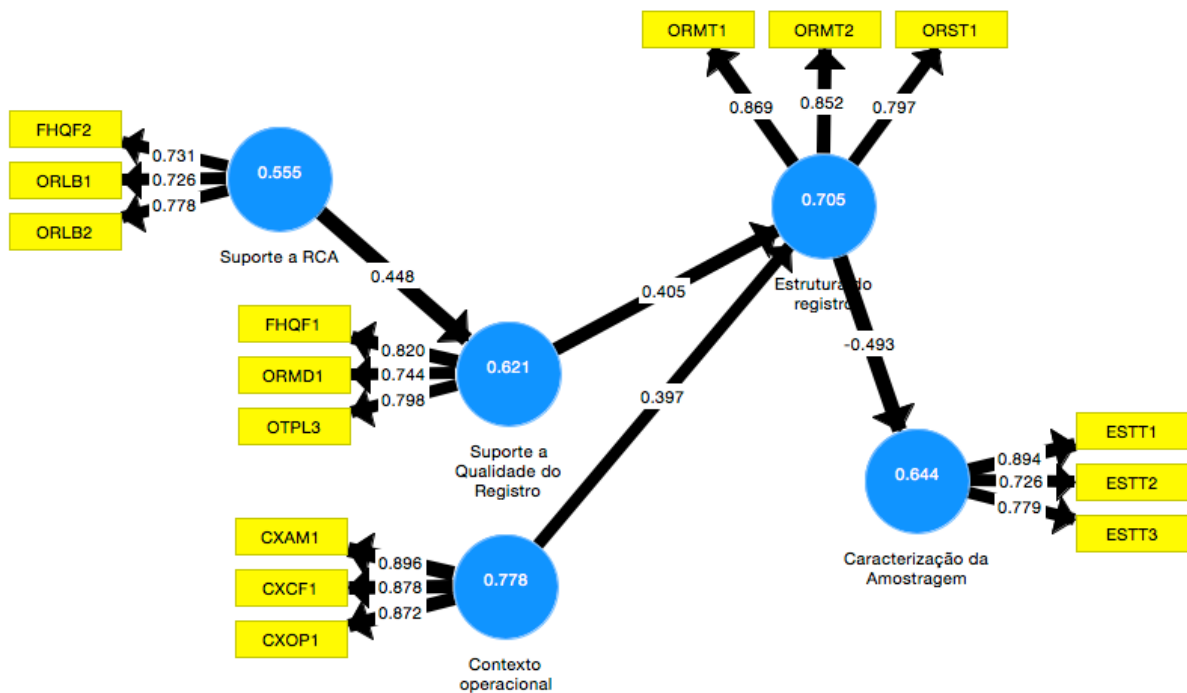 ORMT1
ORMT2
ORST1
0.869
0.852
0.797
FHQF2
ORLB1
ORLB2
0.731
0.726
0.778
0.555
Suporte a RCA
0.705
Estrutura do
registro
0.448
0.405
-0.493
0.397
FHQF1
ORMD1
OTPL3
0.820
0.744
0.798
0.621
Suporte a
Qualidade do
Registro
ESTT1
ESTT2
ESTT3
0.894
0.726
0.779
0.644
Caracterização da
Amostragem
CXAM1
CXCF1
CXOP1
0.896
0.878
0.872
0.778
Contexto
operacional